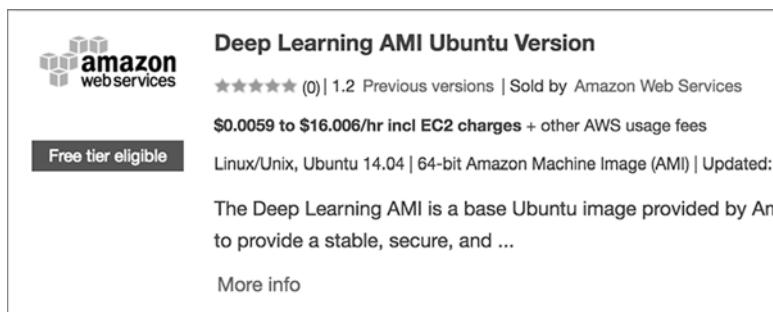 amazon
webservices
Free tier eligible
Deep Learning AMI Ubuntu Version
(0) | 1.2 Previous versions | Sold by Amazon Web Services
$0.0059 to $16.006/hr incl EC2 charges + other AWS usage fees
Linux/Unix, Ubuntu 14.04 | 64-bit Amazon Machine Image (AMI) | Updated:
The Deep Learning AMI is a base Ubuntu image provided by Am
to provide a stable, secure, and ...
More info